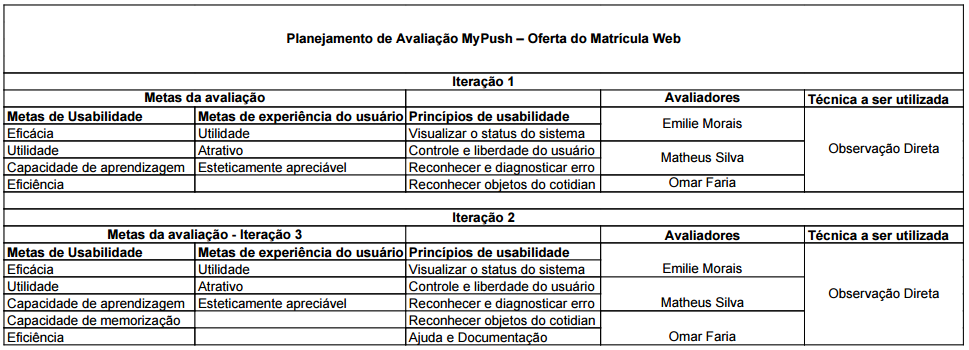 Planejamento de Avaliação MyPush – Oferta do Matrícula Web
Iteração 1
Metas da avaliação Avaliadores Técnica a ser utilizada
Metas de Usabilidade Metas de experiência do usuário Princípios de usabilidade Emilie Morais
Eficácia Utilidade Visualizar o status do sistema
Utilidade Atrativo Controle e liberdade do usuário Matheus Silva Observação Direta
Capacidade de aprendizagem Esteticamente apreciável Reconhecer e diagnosticar erro
Eficiência Reconhecer objetos do cotidian Omar Faria
Iteração 2
Metas da avaliação - Iteração 3 Avaliadores Técnica a ser utilizada
Metas de Usabilidade Metas de experiência do usuário Princípios de usabilidade
Eficácia Utilidade Visualizar o status do sistema Emilie Morais
Utilidade Atrativo Controle e liberdade do usuário Observação Direta
Capacidade de aprendizagem Esteticamente apreciável Reconhecer e diagnosticar erro Matheus Silva
Capacidade de memorização Reconhecer objetos do cotidian
Eficiência Ajuda e Documentação Omar Faria